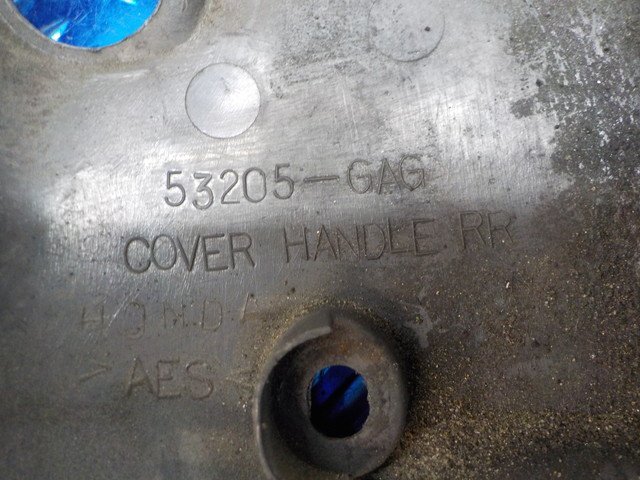 53205-GAG
COVER HANDLE RR
HONDA
>AES<